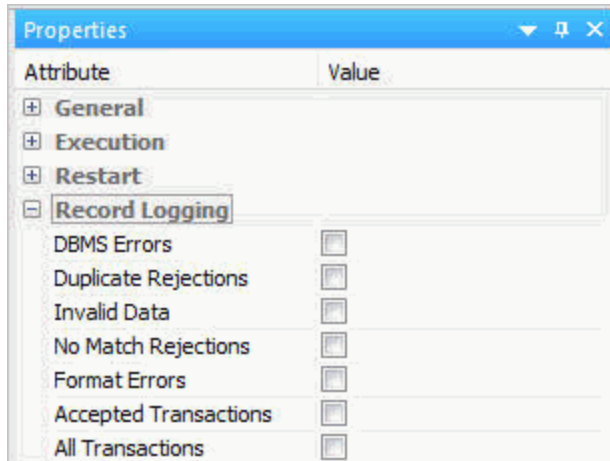 Properties
Attribute Value
General
Execution
Restart
Record Logging
DBMS Errors
Duplicate Rejections
Invalid Data
No Match Rejections
Format Errors
Accepted Transactions
All Transactions